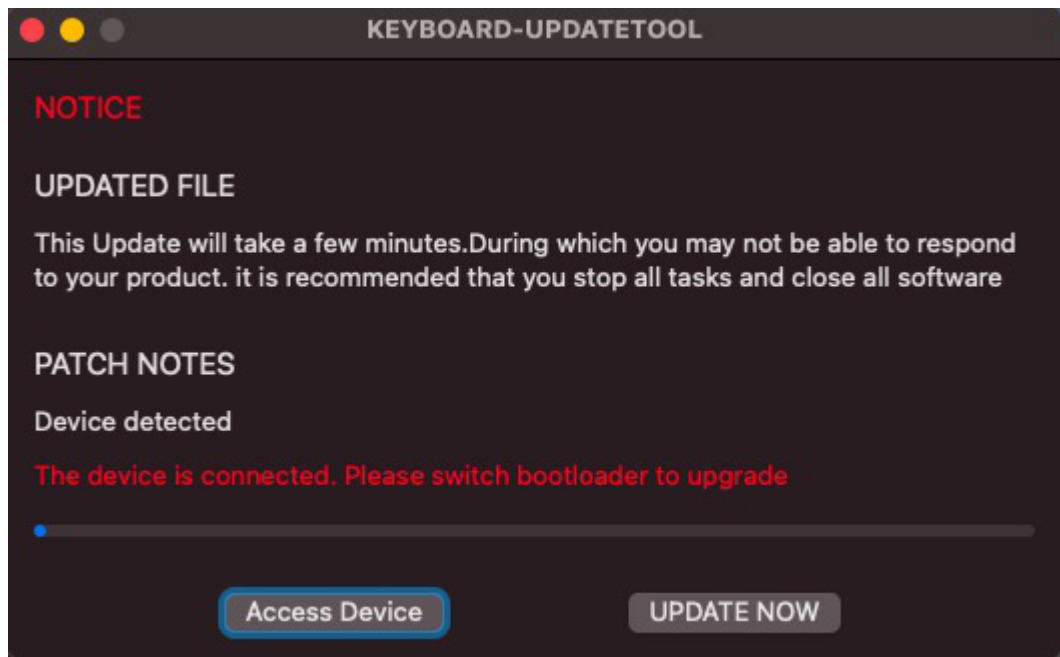 KEYBOARD-UPDATETOOL
NOTICE
UPDATED FILE
This Update will take a few minutes.During which you may not be able to respond
to your product. it is recommended that you stop all tasks and close all software
PATCH NOTES
Device detected
The device is connected. Please switch bootloader to upgrade
Access Device
UPDATE NOW